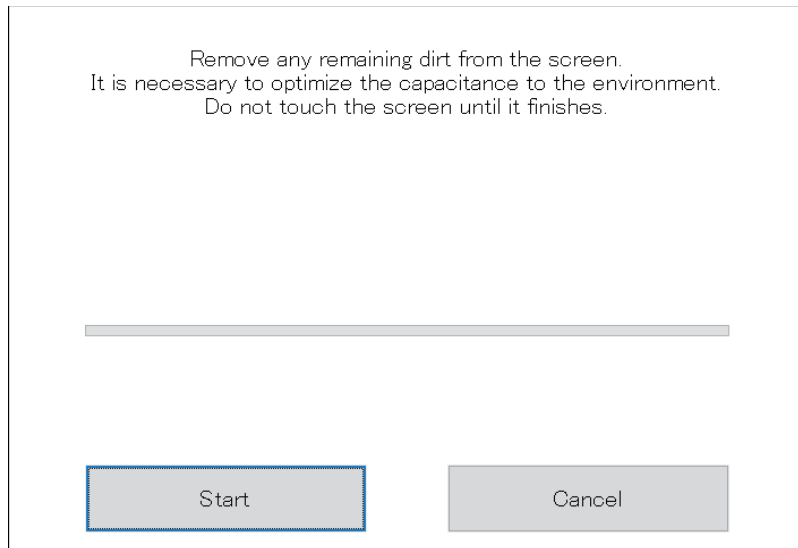 Remove any remaining dirt from the screen.
It is necessary to optimize the capacitance to the environment.
Do not touch the screen until it finishes.
Start
Cancel